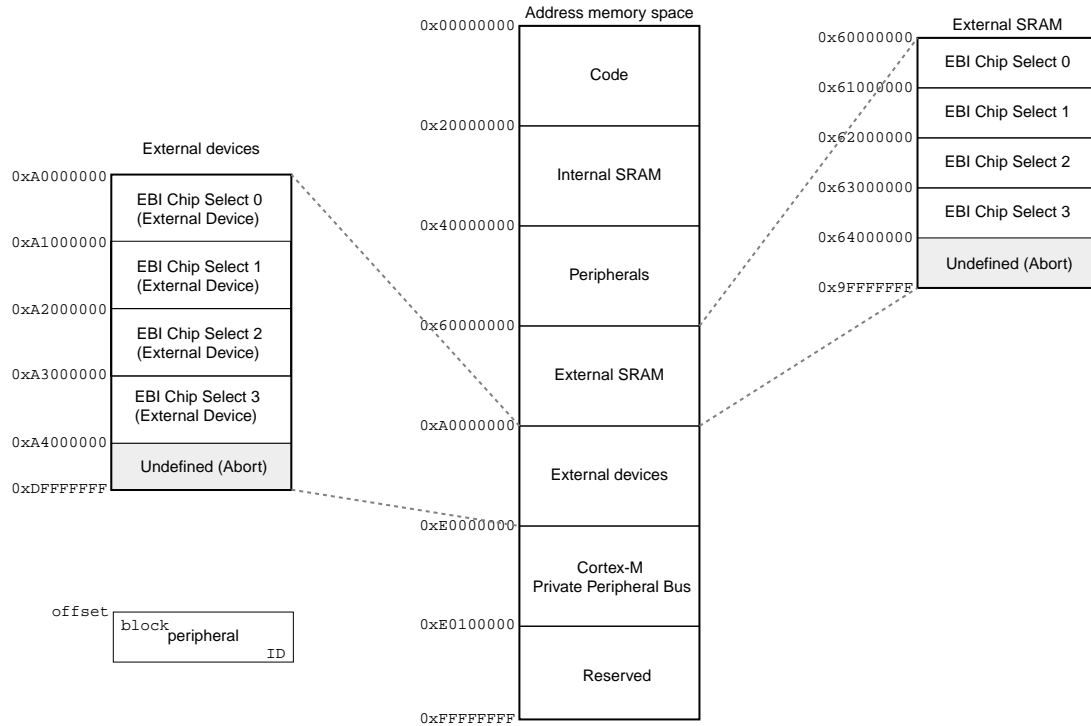 Address memory space
0x00000000
Code
0x20000000
Internal SRAM
0x40000000
Peripherals
0x60000000
External SRAM
0xA0000000
External devices
0xE0000000
Cortex-M
Private Peripheral Bus
0xE0100000
Reserved
0xFFFFFFFF
External SRAM
0x60000000
EBI Chip Select 0
0x61000000
EBI Chip Select 1
0x62000000
EBI Chip Select 2
0x63000000
EBI Chip Select 3
0x64000000
Undefined (Abort)
0x9FFFFFFF
External devices
0xA0000000
EBI Chip Select 0
(External Device)
0xA1000000
EBI Chip Select 1
(External Device)
0xA2000000
EBI Chip Select 2
(External Device)
0xA3000000
EBI Chip Select 3
(External Device)
0xA4000000
Undefined (Abort)
0xDFFFFFFF
offset
block
peripheral
ID